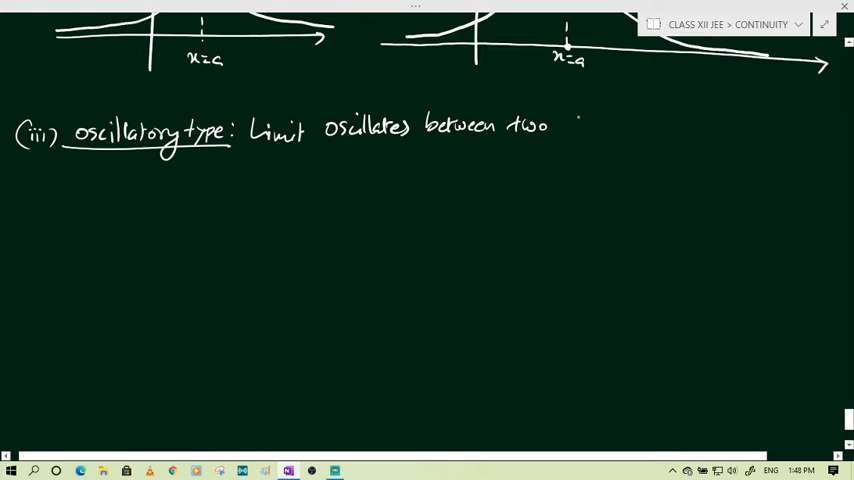 ...
CLASS XII JEE > CONTINUITY
x=a
x=a
(iii) oscillatory type: Limit oscillates between two
ENG 1:48 PM